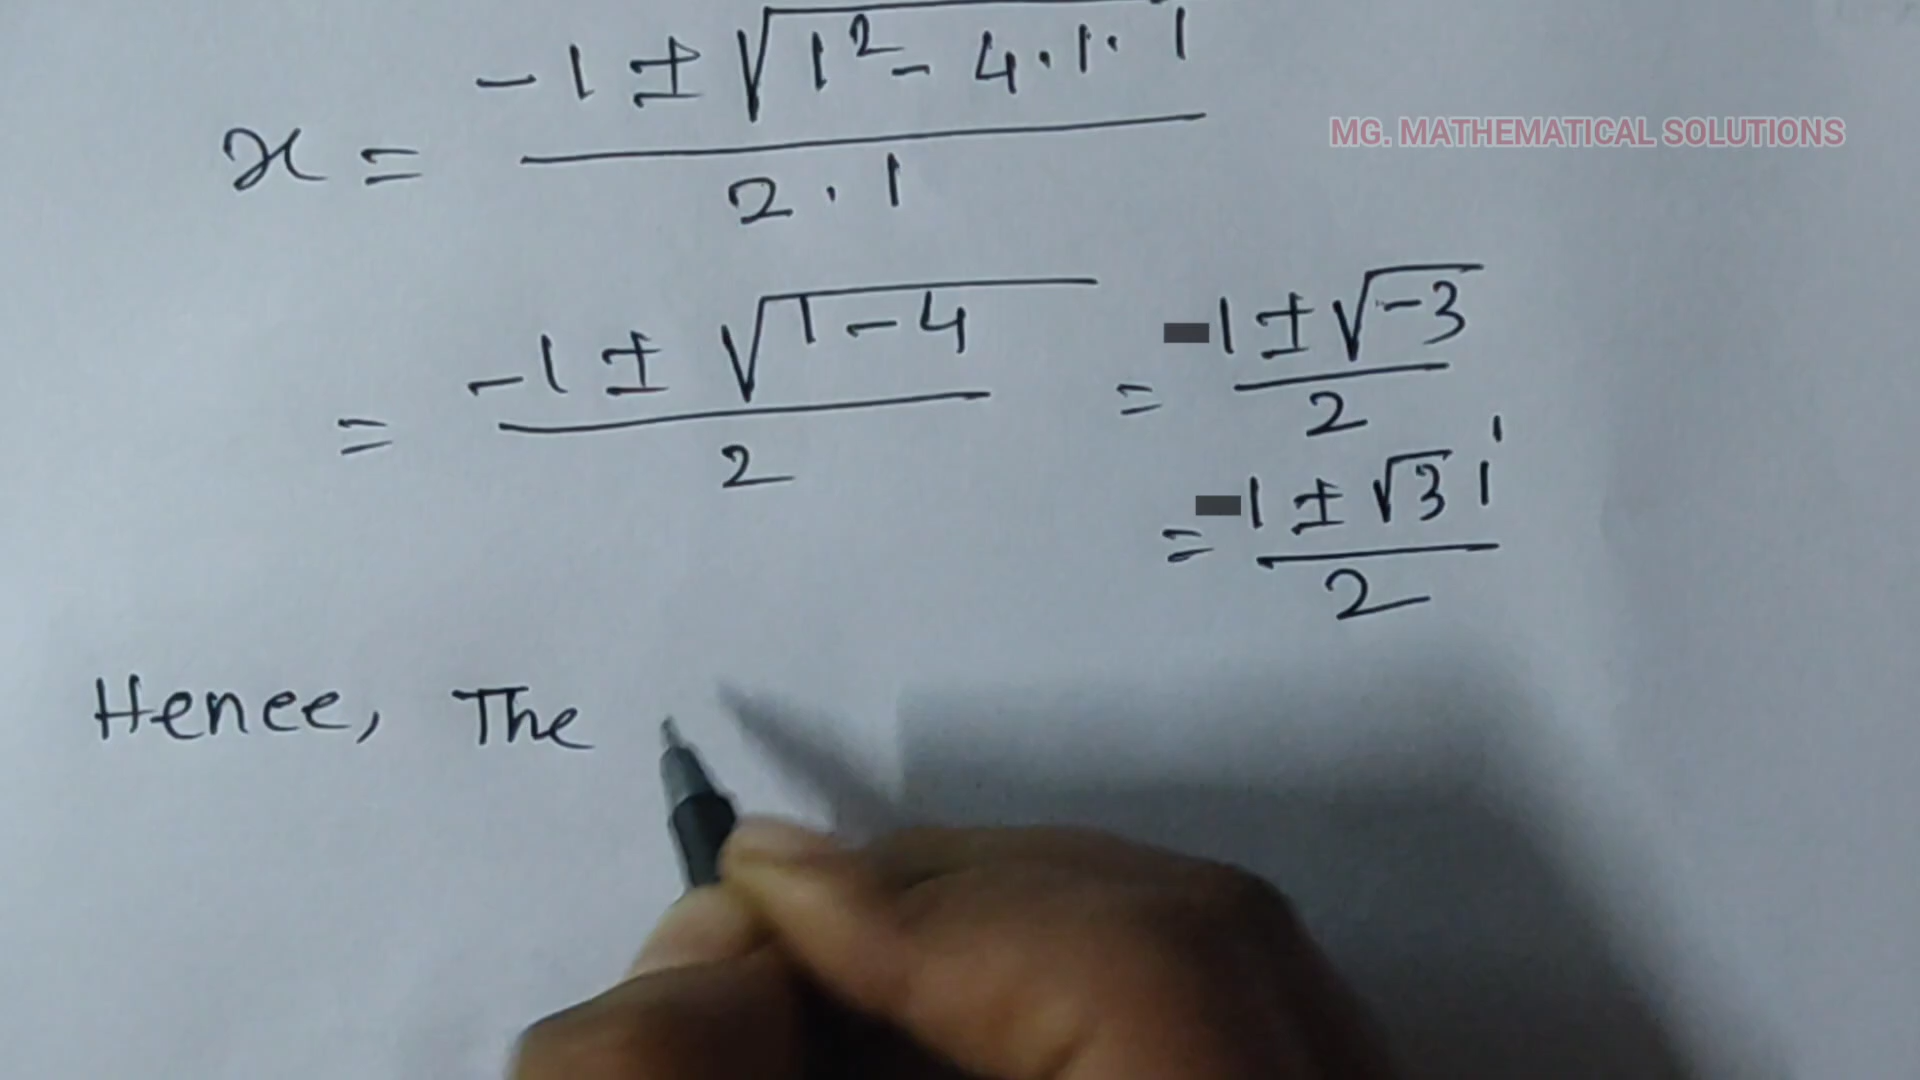 x = -1 ± √1² - 4·1·1 / 2·1
MG. MATHEMATICAL SOLUTIONS
= -1 ± √1-4 / 2 = -1 ± √-3 / 2
= -1 ± √3 i / 2
Hence, The